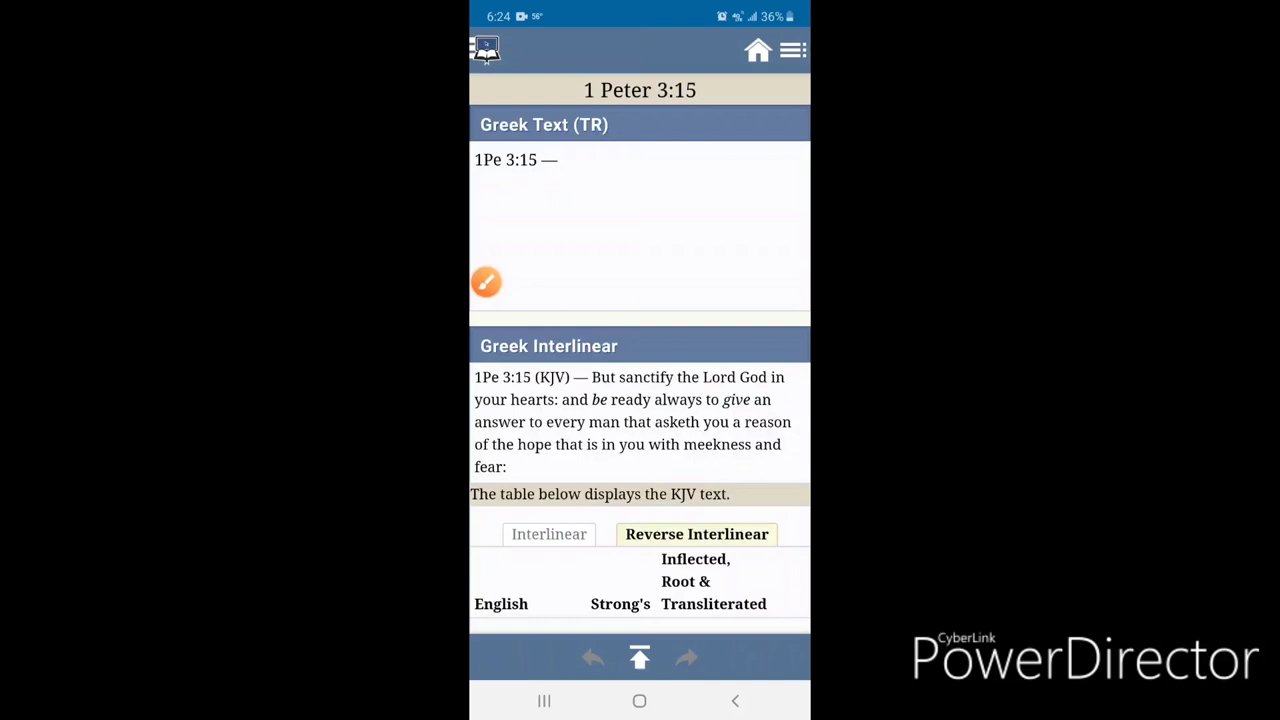 6:24 56° 36%
1 Peter 3:15
Greek Text (TR)
1Pe 3:15 —
Greek Interlinear
1Pe 3:15 (KJV) — But sanctify the Lord God in
your hearts: and be ready always to give an
answer to every man that asketh you a reason
of the hope that is in you with meekness and
fear:
The table below displays the KJV text.
Interlinear Reverse Interlinear
Inflected,
Root &
English Strong's Transliterated
CyberLink
PowerDirector